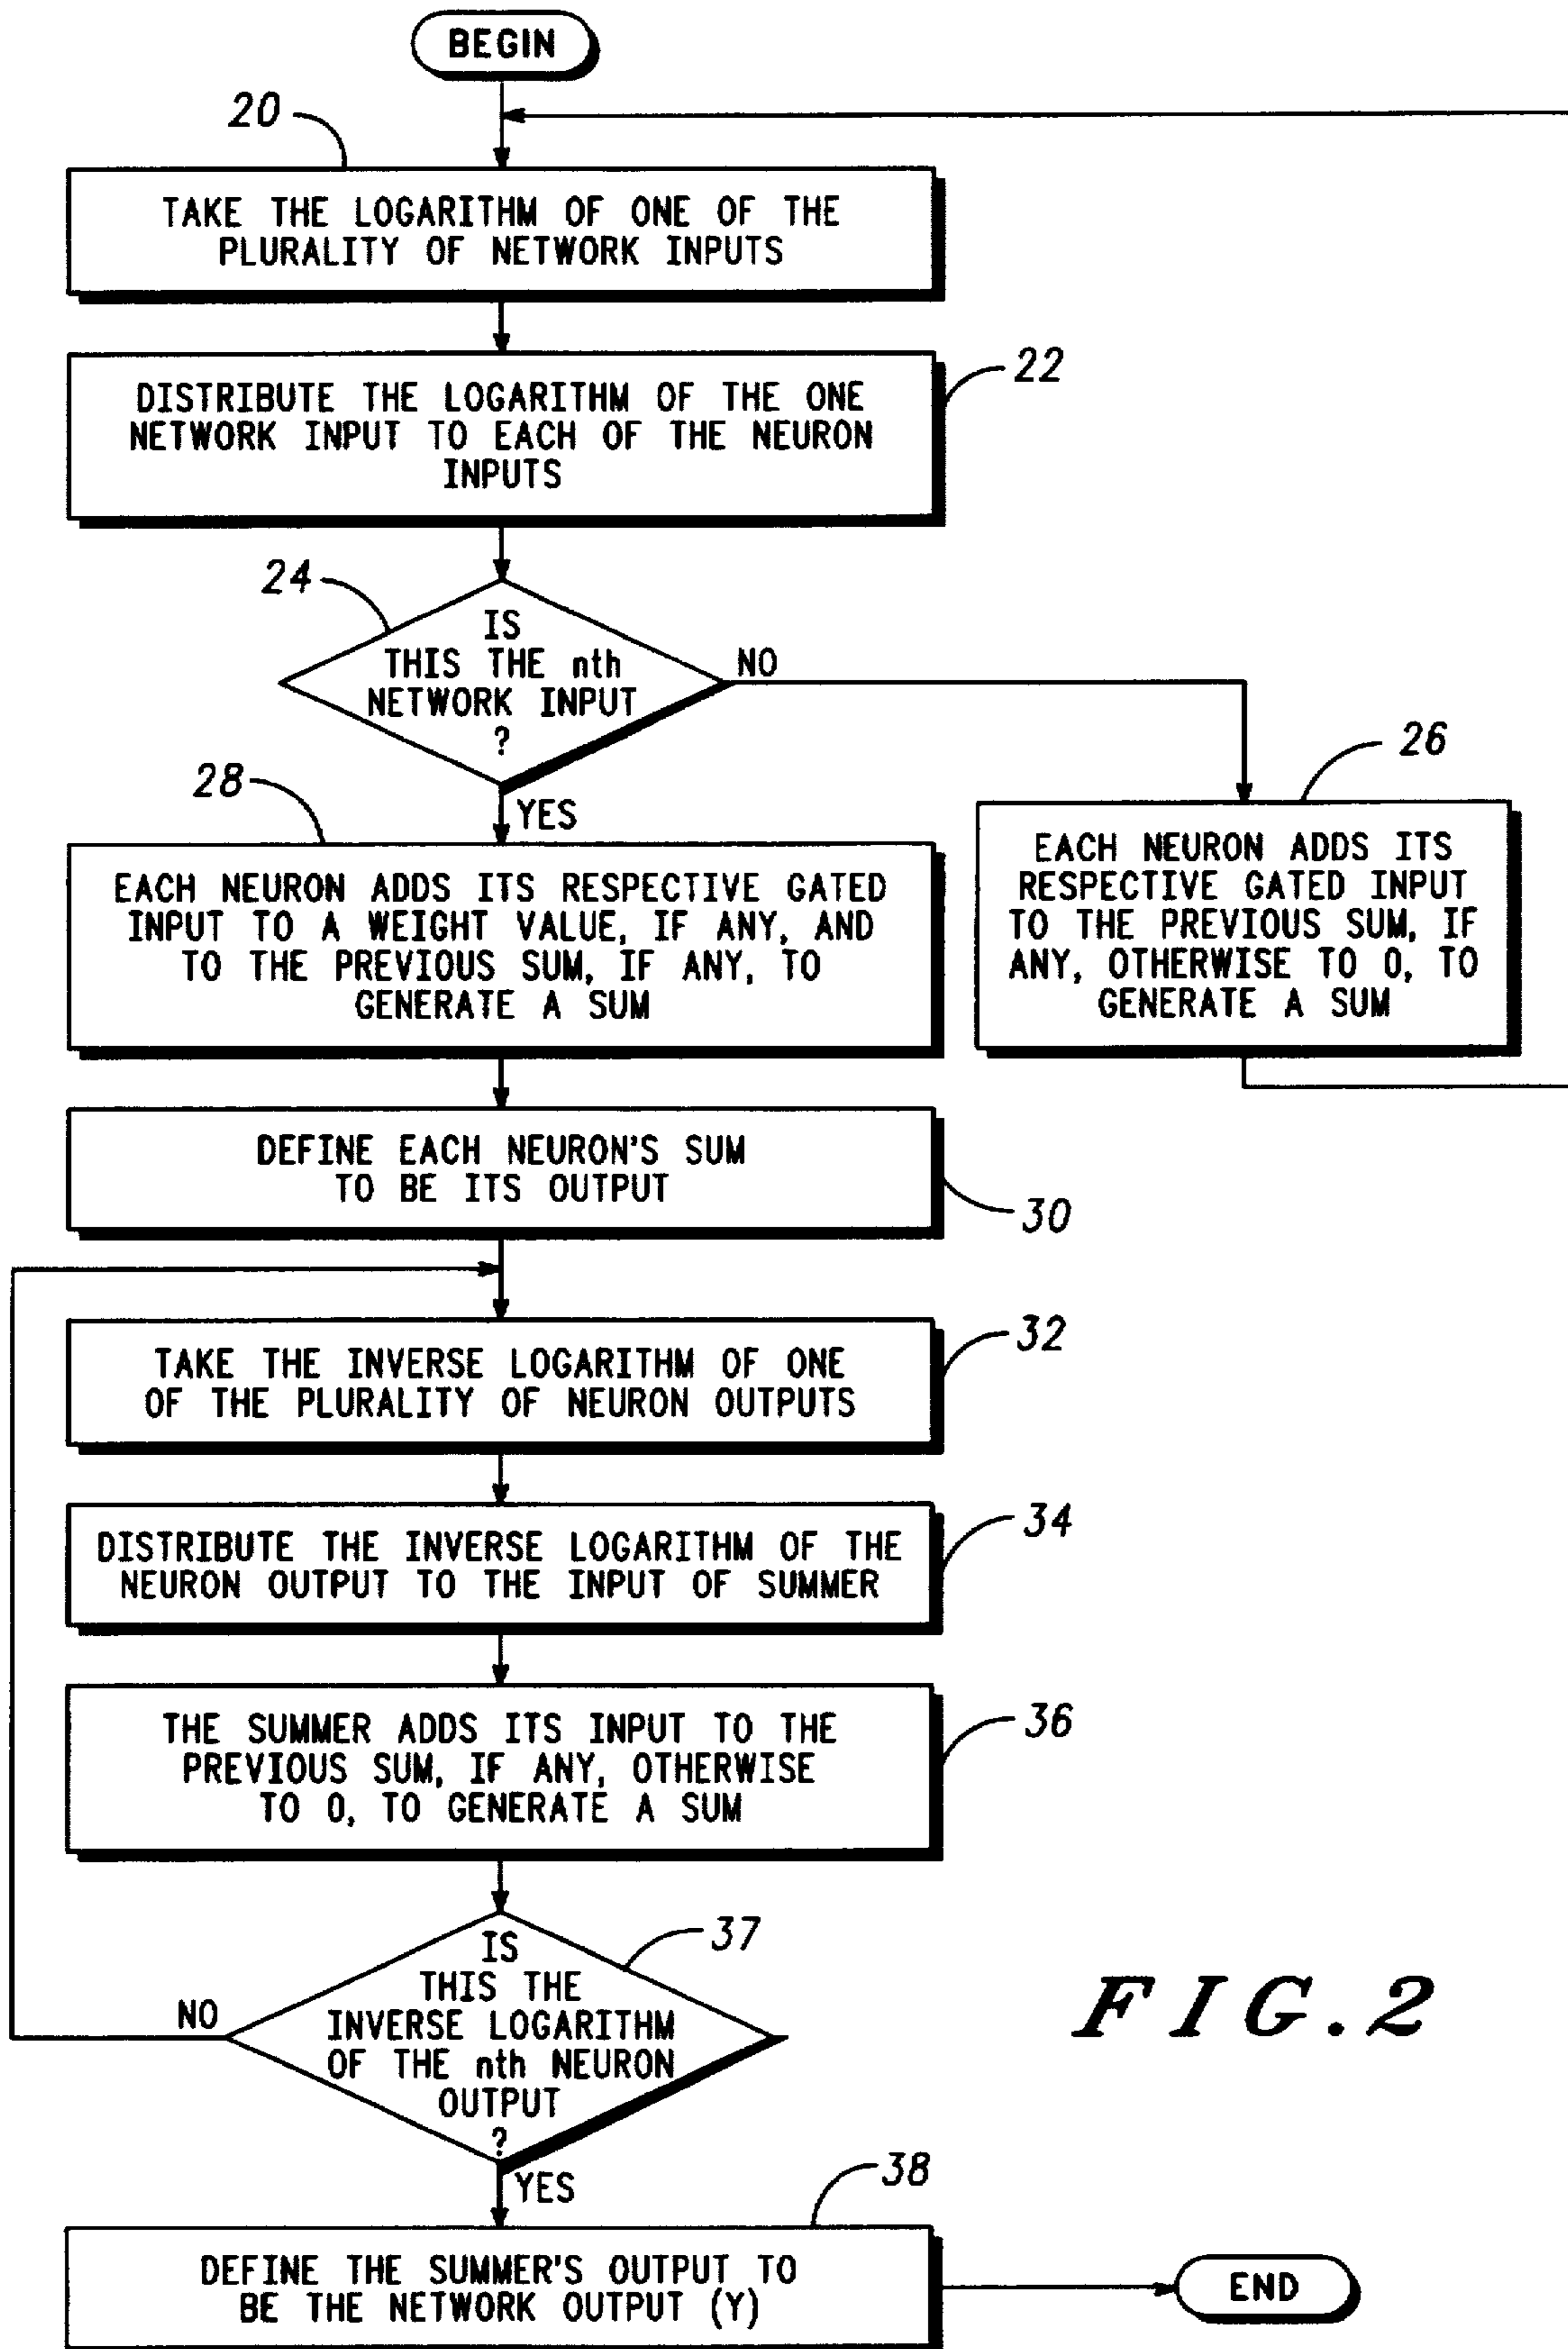 BEGIN
20
TAKE THE LOGARITHM OF ONE OF THE
PLURALITY OF NETWORK INPUTS
22
DISTRIBUTE THE LOGARITHM OF THE ONE
NETWORK INPUT TO EACH OF THE NEURON
INPUTS
24
IS
THIS THE nth
NETWORK INPUT
?
NO
YES
26
EACH NEURON ADDS ITS
RESPECTIVE GATED INPUT
TO THE PREVIOUS SUM, IF
ANY, OTHERWISE TO 0, TO
GENERATE A SUM
28
EACH NEURON ADDS ITS RESPECTIVE GATED
INPUT TO A WEIGHT VALUE, IF ANY, AND
TO THE PREVIOUS SUM, IF ANY, TO
GENERATE A SUM
DEFINE EACH NEURON'S SUM
TO BE ITS OUTPUT
30
32
TAKE THE INVERSE LOGARITHM OF ONE
OF THE PLURALITY OF NEURON OUTPUTS
34
DISTRIBUTE THE INVERSE LOGARITHM OF THE
NEURON OUTPUT TO THE INPUT OF SUMMER
36
THE SUMMER ADDS ITS INPUT TO THE
PREVIOUS SUM, IF ANY, OTHERWISE
TO 0, TO GENERATE A SUM
37
IS
THIS THE
INVERSE LOGARITHM
OF THE nth NEURON
OUTPUT
?
NO
YES
FIG.2
38
DEFINE THE SUMMER'S OUTPUT TO
BE THE NETWORK OUTPUT (Y)
END